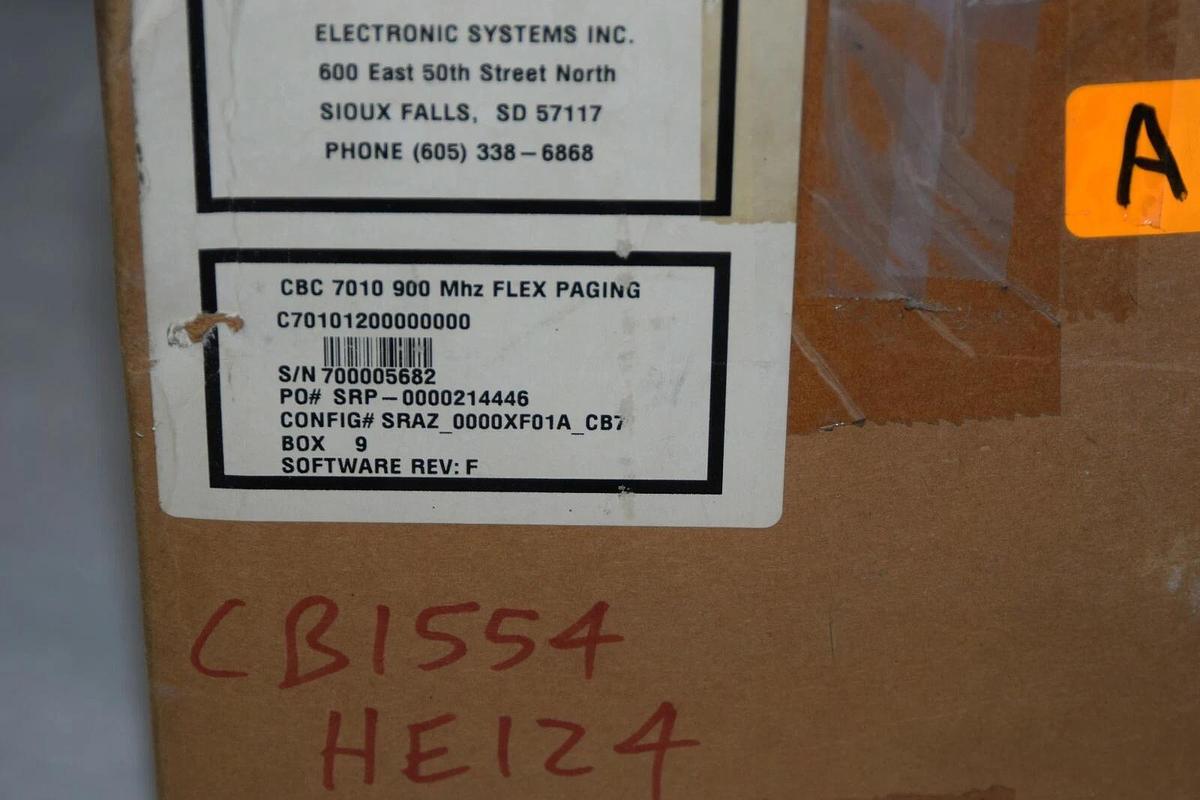 ELECTRONIC SYSTEMS INC.
600 East 50th Street North
SIOUX FALLS, SD 57117
PHONE (605) 338-6868
A
CBC 7010 900 Mhz FLEX PAGING
C70101200000000
S/N 700005682
PO# SRP-0000214446
CONFIG# SRAZ_0000XF01A_CB7
BOX 9
SOFTWARE REV: F
CB1554
HE124